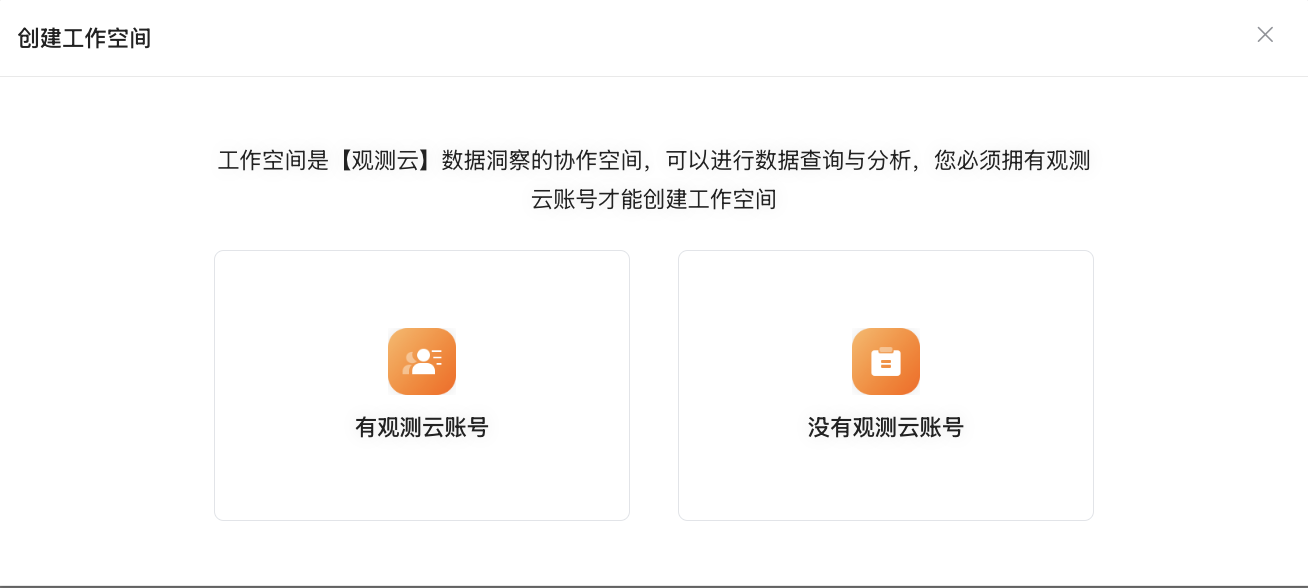 创建工作空间
工作空间是【观测云】数据洞察的协作空间，可以进行数据查询与分析，您必须拥有观测
云账号才能创建工作空间
有观测云账号
没有观测云账号